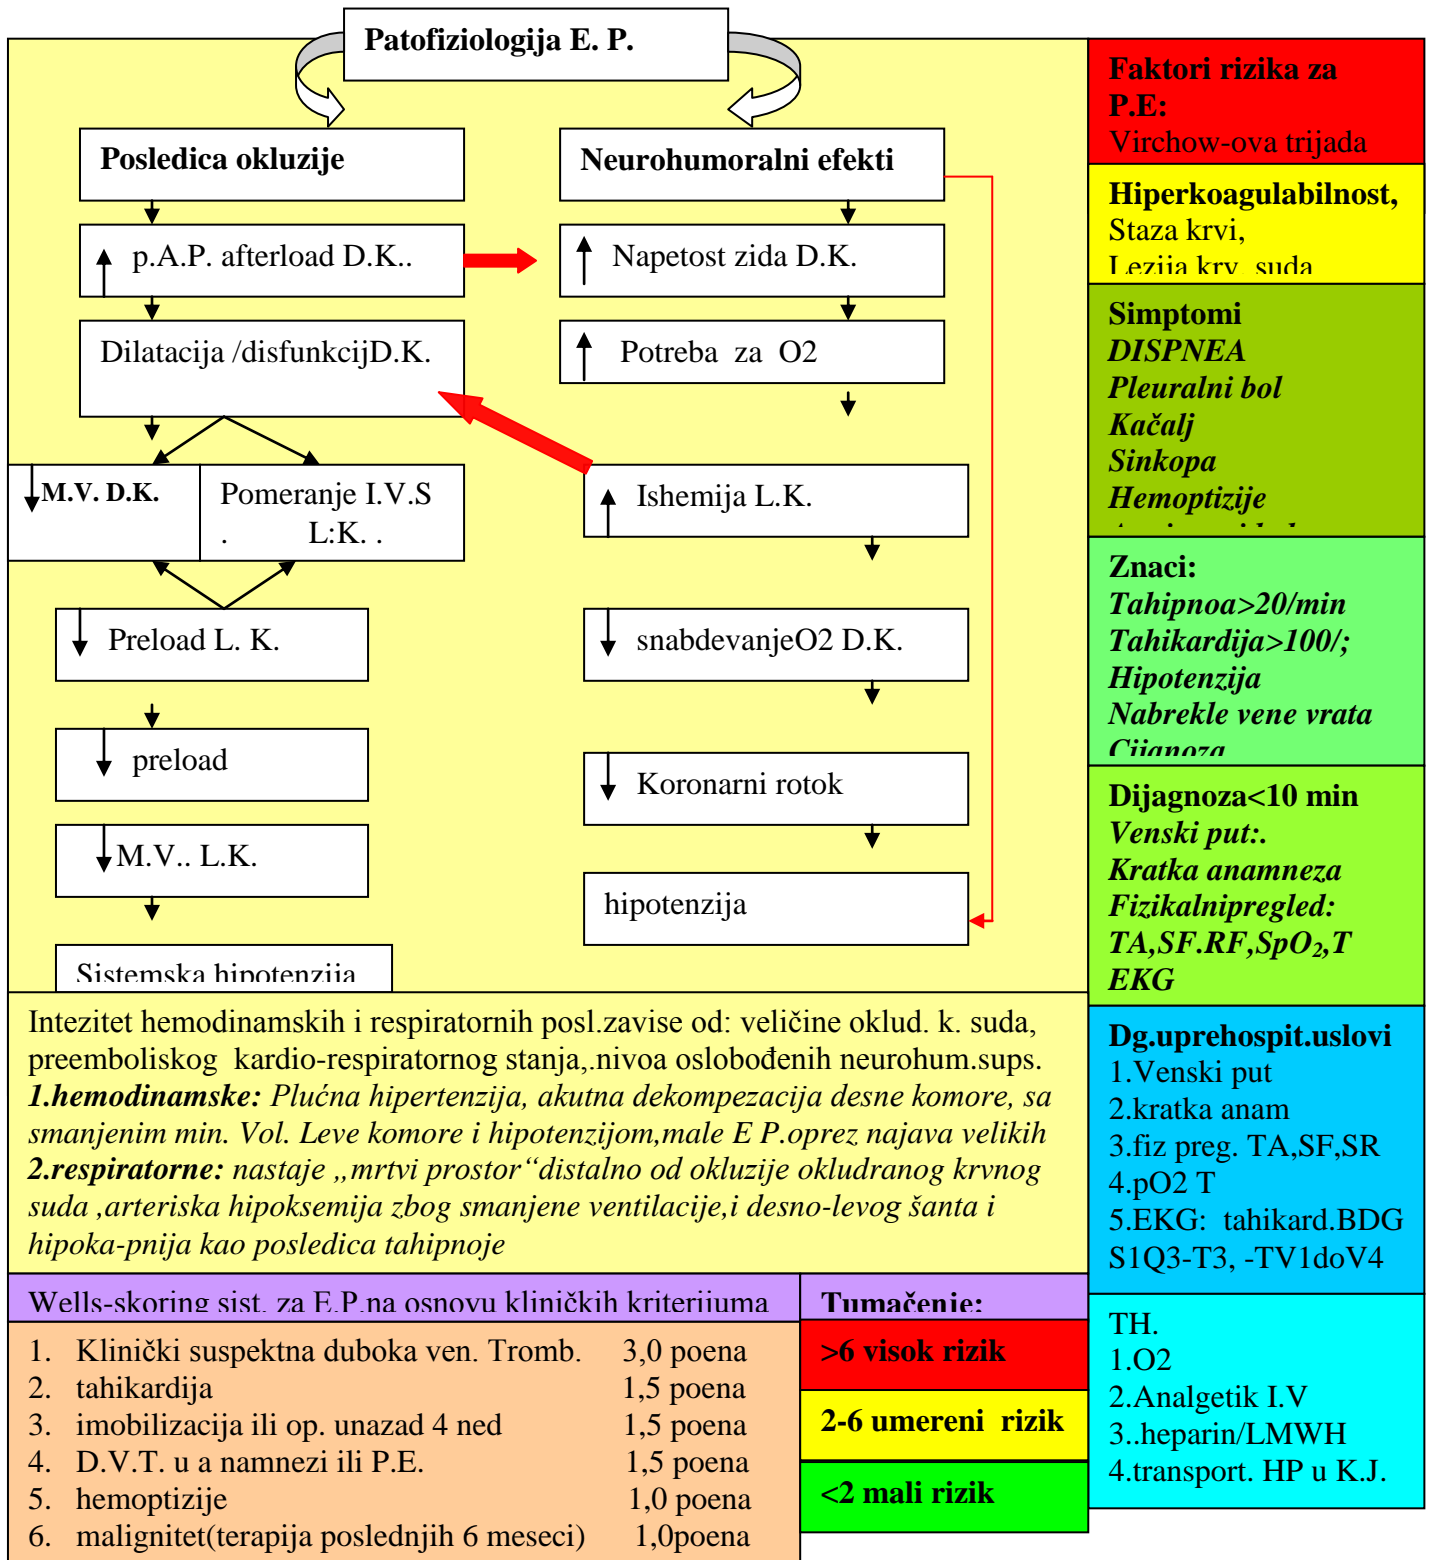 Patofiziologija E. P.
Posledica okluzije
p.A.P. afterload D.K..
Dilatacija /disfunkcijD.K.
M.V. D.K.
Pomeranje I.V.S
. L:K. .
Preload L. K.
preload
M.V.. L.K.
Sistemska hipotenzija
Neurohumoralni efekti
Napetost zida D.K.
Potreba za O2
Ishemija L.K.
snabdevanjeO2 D.K.
Koronarni rotok
hipotenzija
Intezitet hemodinamskih i respiratornih posl.zavise od: veličine oklud. k. suda,
preemboliskog kardio-respiratornog stanja,.nivoa oslobođenih neurohum.sups.
1.hemodinamske: Plućna hipertenzija, akutna dekompezacija desne komore, sa
smanjenim min. Vol. Leve komore i hipotenzijom,male E P.oprez najava velikih
2.respiratorne: nastaje „mrtvi prostor“distalno od okluzije okludranog krvnog
suda ,arteriska hipoksemija zbog smanjene ventilacije,i desno-levog šanta i
hipoka-pnija kao posledica tahipnoje
Wells-skoring sist. za E.P.na osnovu kliničkih kriterijuma
1. Klinički suspektna duboka ven. Tromb. 3,0 poena
2. tahikardija 1,5 poena
3. imobilizacija ili op. unazad 4 ned 1,5 poena
4. D.V.T. u a namnezi ili P.E. 1,5 poena
5. hemoptizije 1,0 poena
6. malignitet(terapija poslednjih 6 meseci) 1,0poena
Tumačenje:
>6 visok rizik
2-6 umereni rizik
<2 mali rizik
Faktori rizika za
P.E:
Virchow-ova trijada
Hiperkoagulabilnost,
Staza krvi,
Lezija krv. suda
Simptomi
DISPNEA
Pleuralni bol
Kačalj
Sinkopa
Hemoptizije
Znaci:
Tahipnoa>20/min
Tahikardija>100/;
Hipotenzija
Nabrekle vene vrata
Cijanoza
Dijagnoza<10 min
Venski put:.
Kratka anamneza
Fizikalnipregled:
TA,SF.RF,SpO₂,T
EKG
Dg.uprehospit.uslovi
1.Venski put
2.kratka anam
3.fiz preg. TA,SF,SR
4.pO2 T
5.EKG: tahikard.BDG
S1Q3-T3, -TV1doV4
TH.
1.O2
2.Analgetik I.V
3..heparin/LMWH
4.transport. HP u K.J.